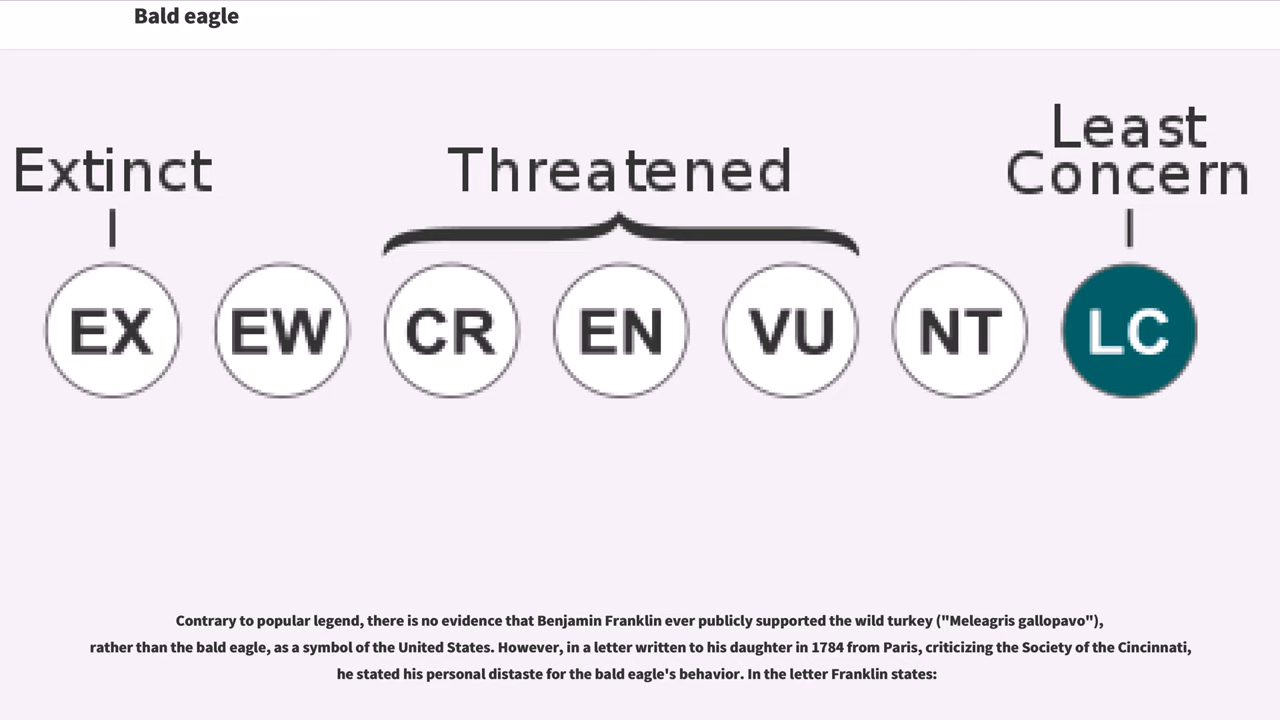 Bald eagle
Least
Concern
Extinct
Threatened
EX EW CR EN VU NT LC
Contrary to popular legend, there is no evidence that Benjamin Franklin ever publicly supported the wild turkey ("Meleagris gallopavo"),
rather than the bald eagle, as a symbol of the United States. However, in a letter written to his daughter in 1784 from Paris, criticizing the Society of the Cincinnati,
he stated his personal distaste for the bald eagle's behavior. In the letter Franklin states: